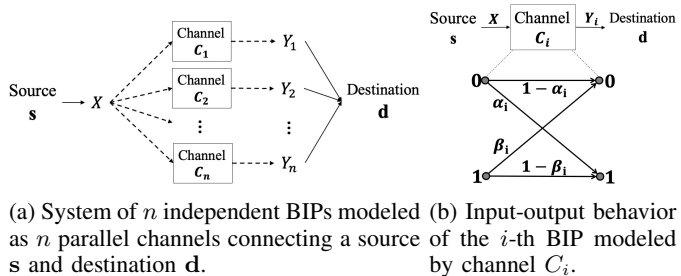 Source
s
X
Channel
C₁
Y₁
Channel
C₂
Y₂
⋮
⋮
Channel
Cₙ
Yₙ
Destination
d
(a) System of n independent BIPs modeled
as n parallel channels connecting a source
s and destination d.
Source
s
X
Channel
Cᵢ
Yᵢ
Destination
d
0
1 − αᵢ
0
αᵢ
βᵢ
1
1 − βᵢ
1
(b) Input-output behavior
of the i-th BIP modeled
by channel Cᵢ.